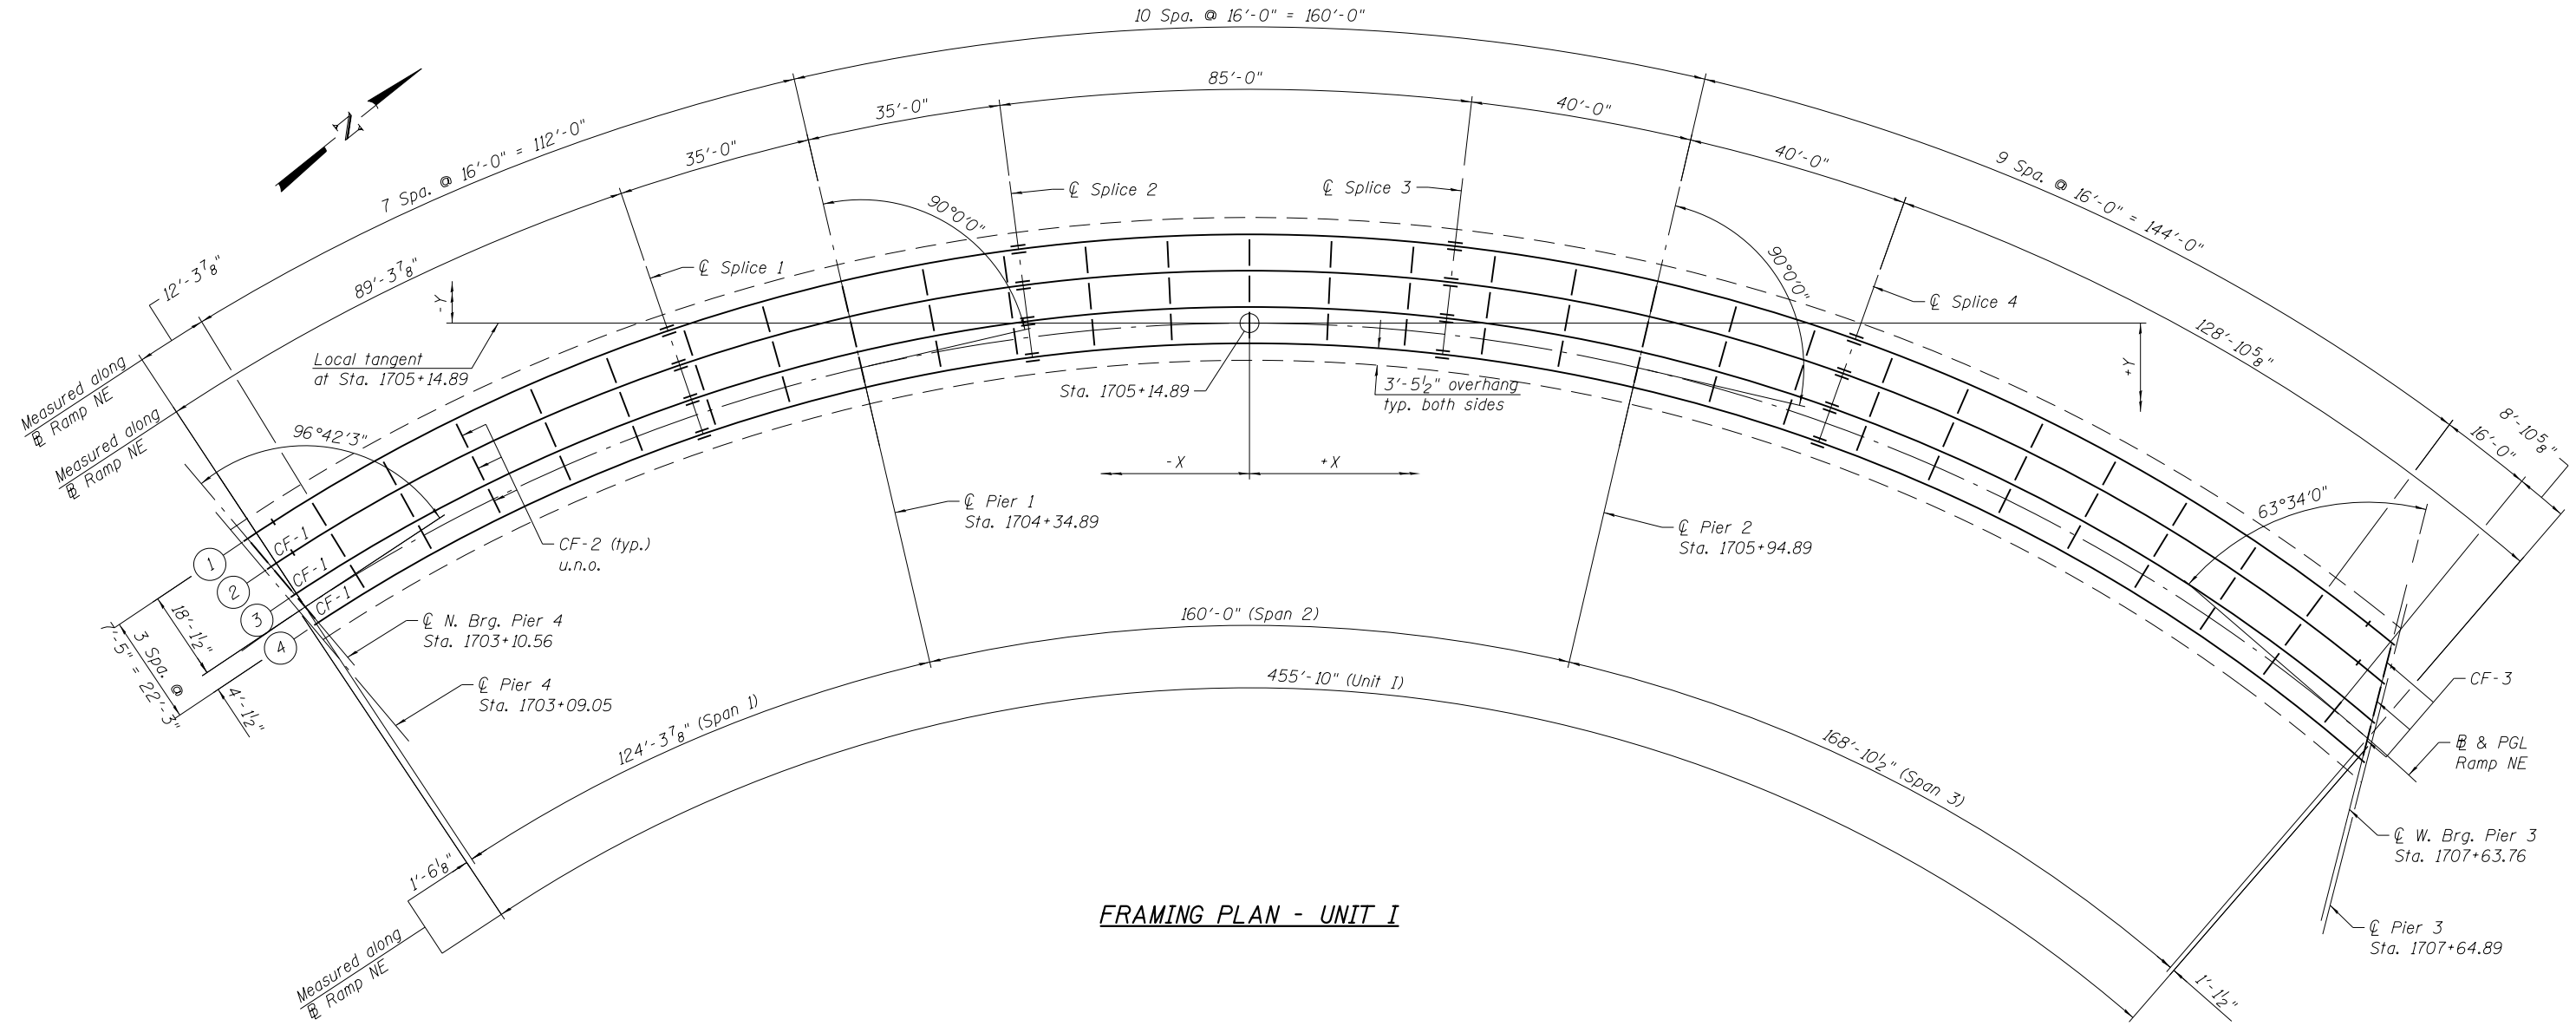 10 Spa. @ 16'-0" = 160'-0"
85'-0"
35'-0"
40'-0"
N
7 Spa. @ 16'-0" = 112'-0"
35'-0"
40'-0"
9 Spa. @ 16'-0" = 144'-0"
℄ Splice 2
℄ Splice 3
90°0'0"
90°0'0"
12'-3⅞"
89'-3⅞"
℄ Splice 1
℄ Splice 4
-Y
+Y
128'-10⅝"
Local tangent
at Sta. 1705+14.89
Sta. 1705+14.89
3'-5½" overhang
typ. both sides
Measured along
℄ Ramp NE
Measured along
℄ Ramp NE
96°42'3"
-X
+X
8'-10⅝"
16'-0"
63°34'0"
℄ Pier 1
Sta. 1704+34.89
℄ Pier 2
Sta. 1705+94.89
CF-1
CF-1
CF-1
CF-2 (typ.)
u.n.o.
1
2
3
4
18'-1½"
3 Spa. @
7'-5" = 22'-3"
4'-1½"
℄ N. Brg. Pier 4
Sta. 1703+10.56
℄ Pier 4
Sta. 1703+09.05
160'-0" (Span 2)
455'-10" (Unit I)
124'-3⅞" (Span 1)
168'-10½" (Span 3)
CF-3
℄ & PGL
Ramp NE
℄ W. Brg. Pier 3
Sta. 1707+63.76
℄ Pier 3
Sta. 1707+64.89
1'-6⅛"
1'-1½"
Measured along
℄ Ramp NE
FRAMING PLAN - UNIT I